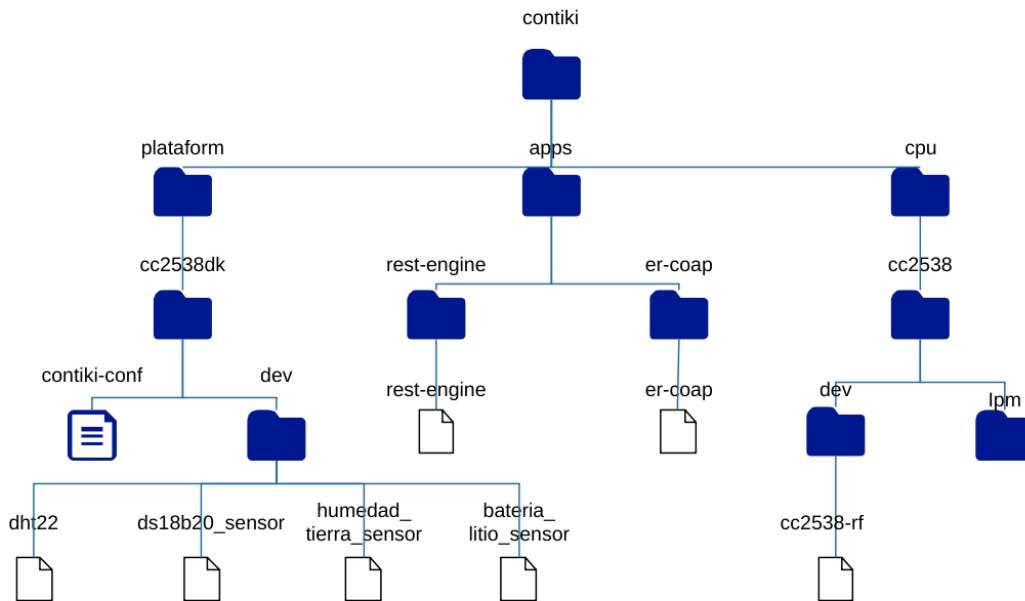 contiki
plataform
apps
cpu
cc2538dk
rest-engine
er-coap
cc2538
contiki-conf
dev
rest-engine
er-coap
dev
lpm
dht22
ds18b20_sensor
humedad_
tierra_sensor
bateria_
litio_sensor
cc2538-rf